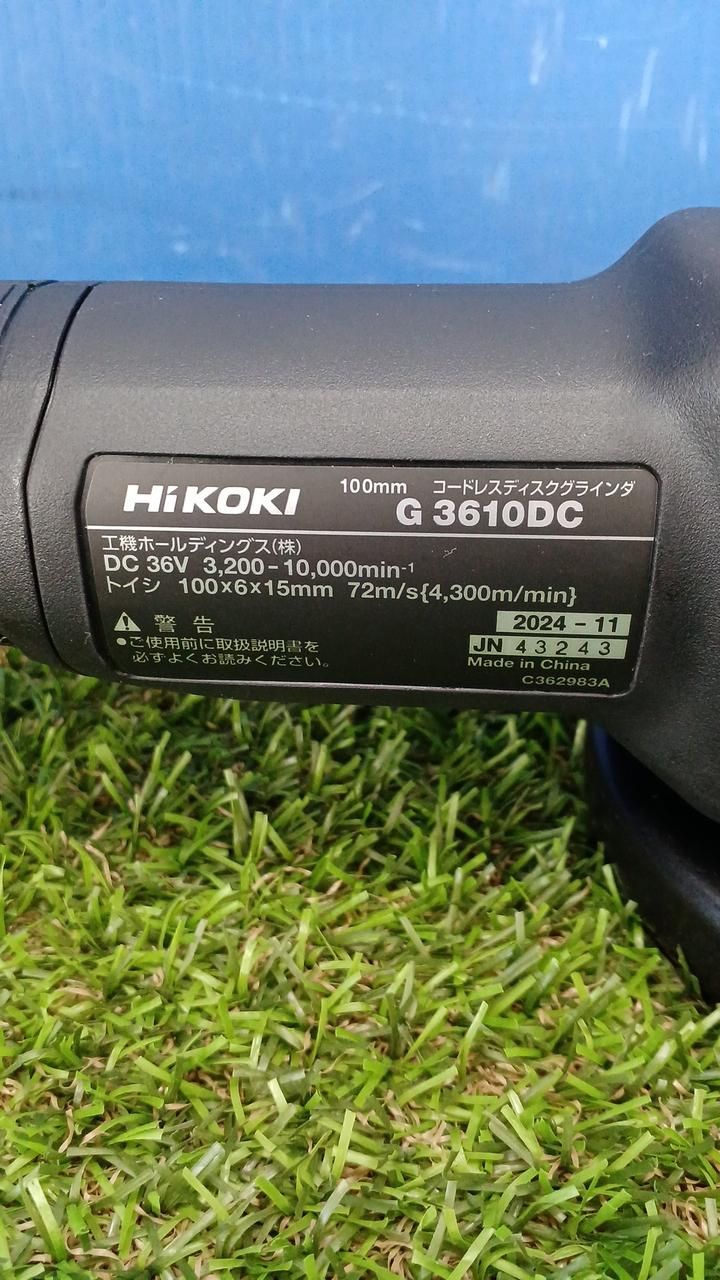 HiKOKI 100mm コードレスディスクグラインダ
G 3610DC
工機ホールディングス(株)
DC 36V 3,200-10,000min-1
トイシ 100x6x15mm 72m/s{4,300m/min}
警告
●ご使用前に取扱説明書を
必ずよくお読みください。
2024-11
JN 43243
Made in China
C362983A